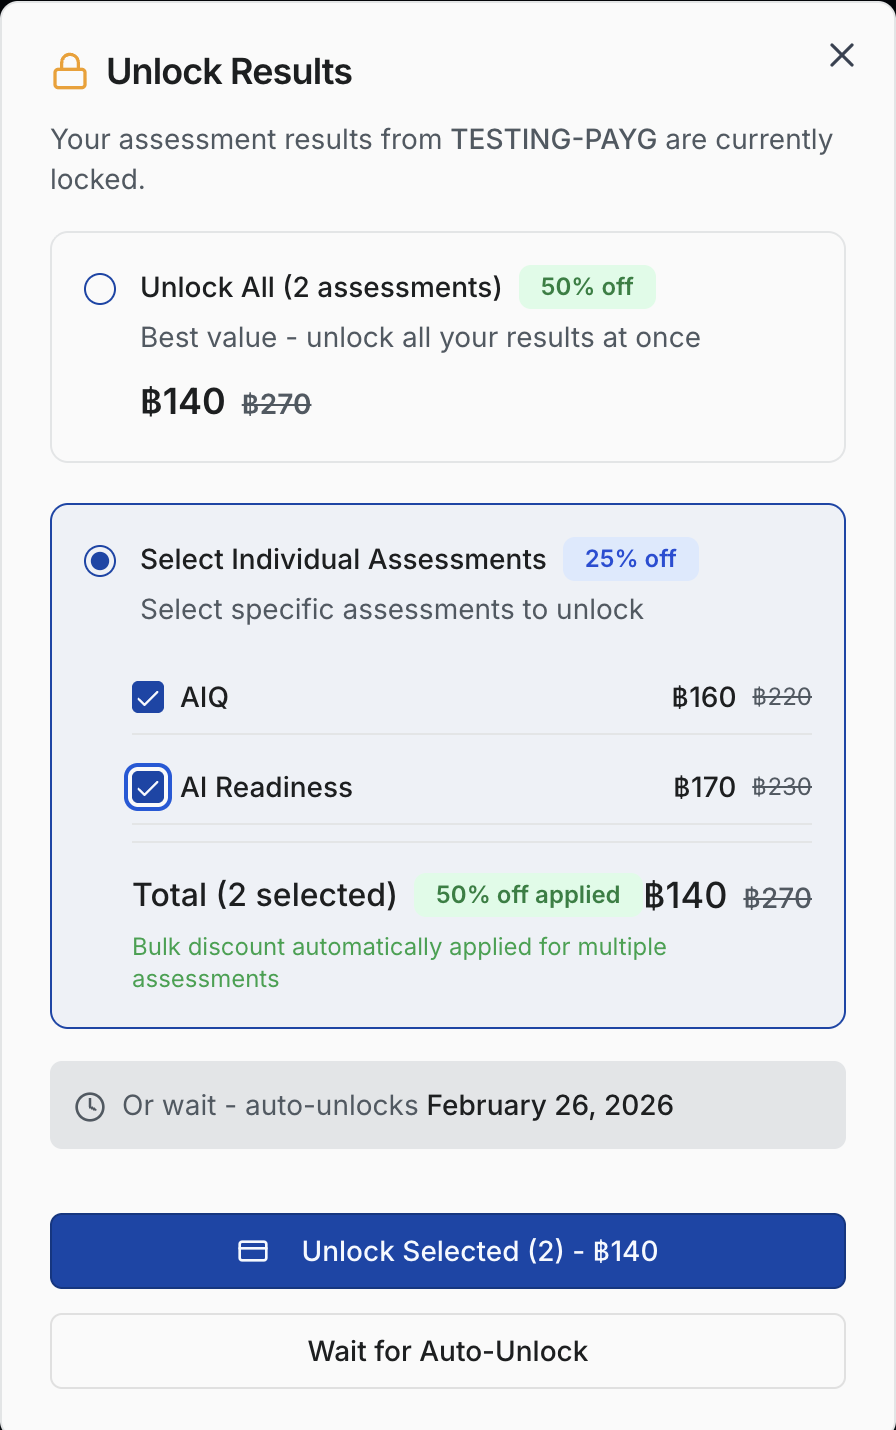 Unlock Results
Your assessment results from TESTING-PAYG are currently
locked.
Unlock All (2 assessments) 50% off
Best value - unlock all your results at once
฿140 ฿270
Select Individual Assessments 25% off
Select specific assessments to unlock
AIQ ฿160 ฿220
AI Readiness ฿170 ฿230
Total (2 selected) 50% off applied ฿140 ฿270
Bulk discount automatically applied for multiple
assessments
Or wait - auto-unlocks February 26, 2026
Unlock Selected (2) - ฿140
Wait for Auto-Unlock